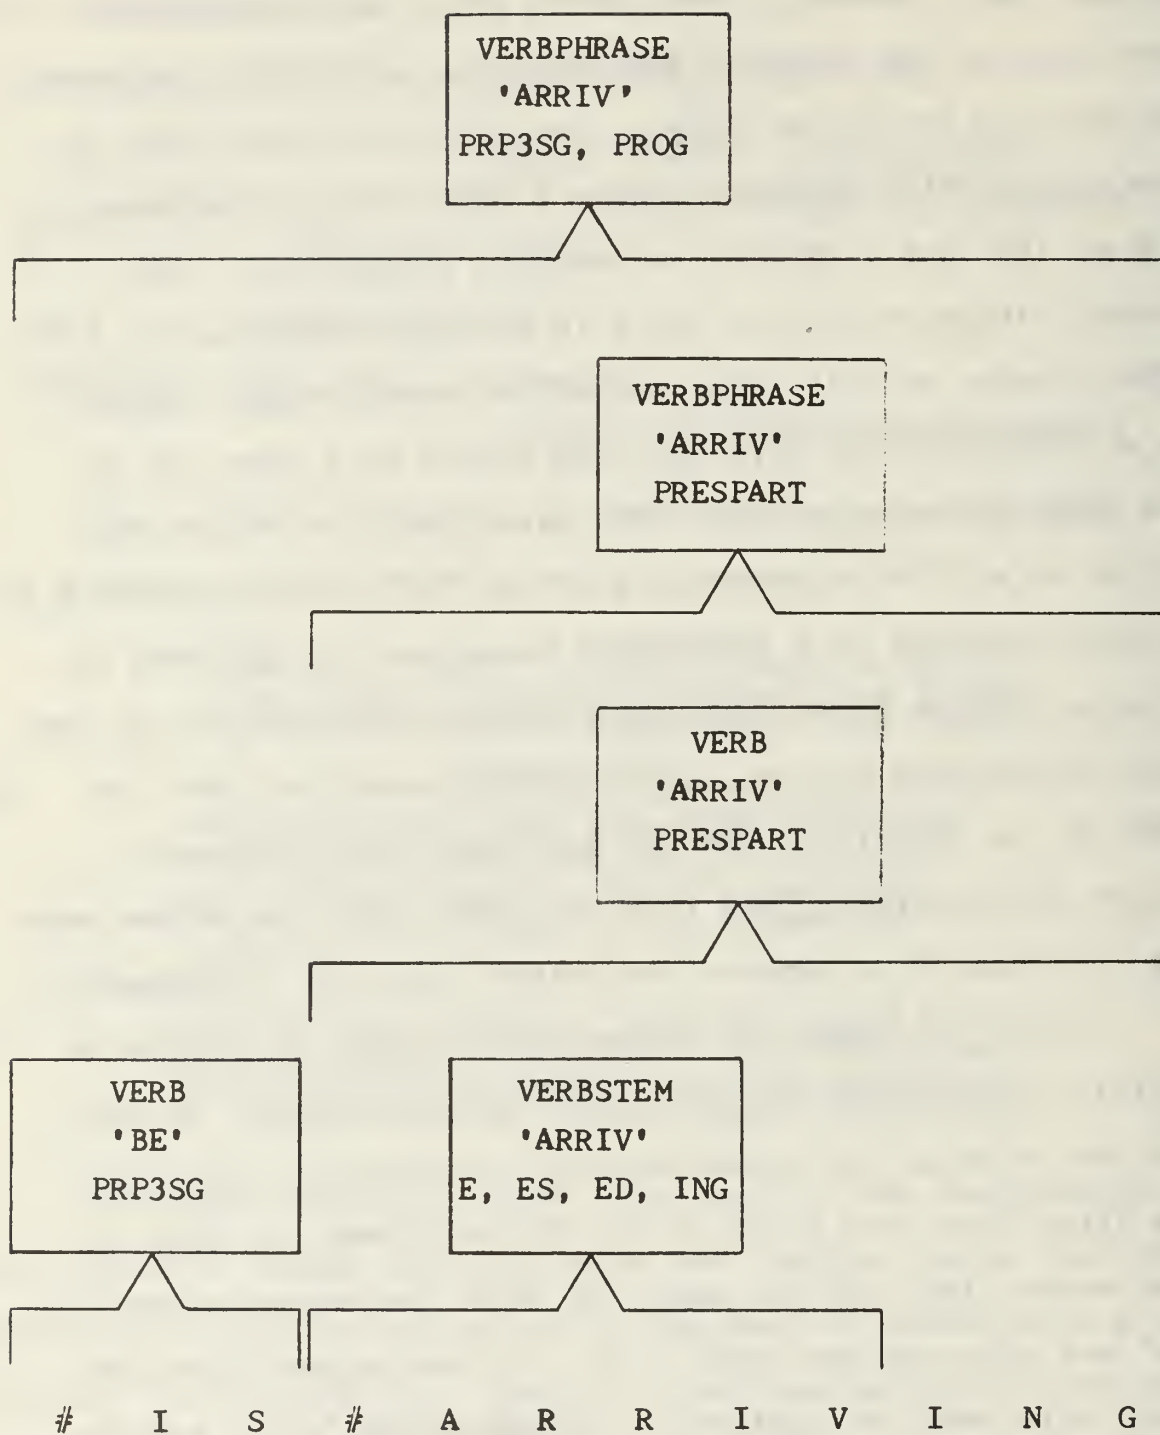 VERBPHRASE
'ARRIV'
PRP3SG, PROG
VERBPHRASE
'ARRIV'
PRESPART
VERB
'ARRIV'
PRESPART
VERB
'BE'
PRP3SG
VERBSTEM
'ARRIV'
E, ES, ED, ING
# I S # A R R I V I N G